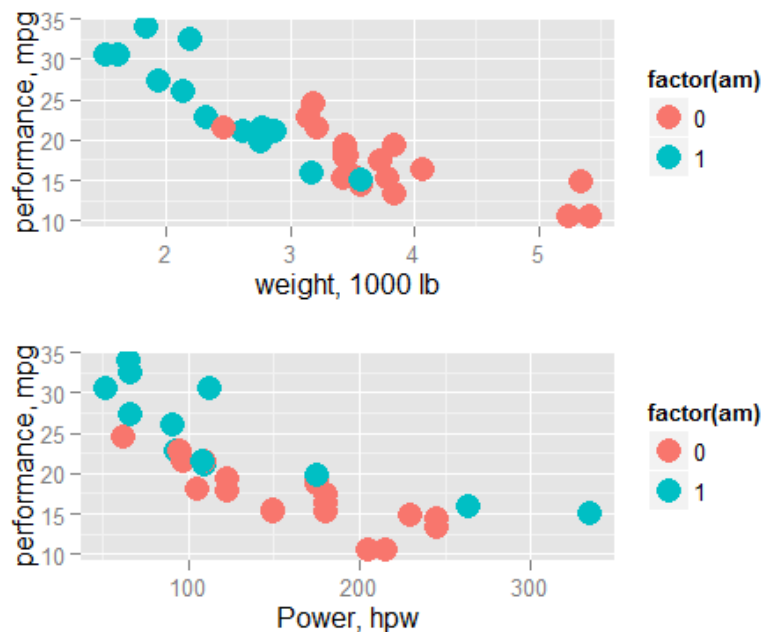 performance, mpg
35
30
25
20
15
10
2 3 4 5
weight, 1000 lb
factor(am)
0
1
performance, mpg
35
30
25
20
15
10
100 200 300
Power, hpw
factor(am)
0
1